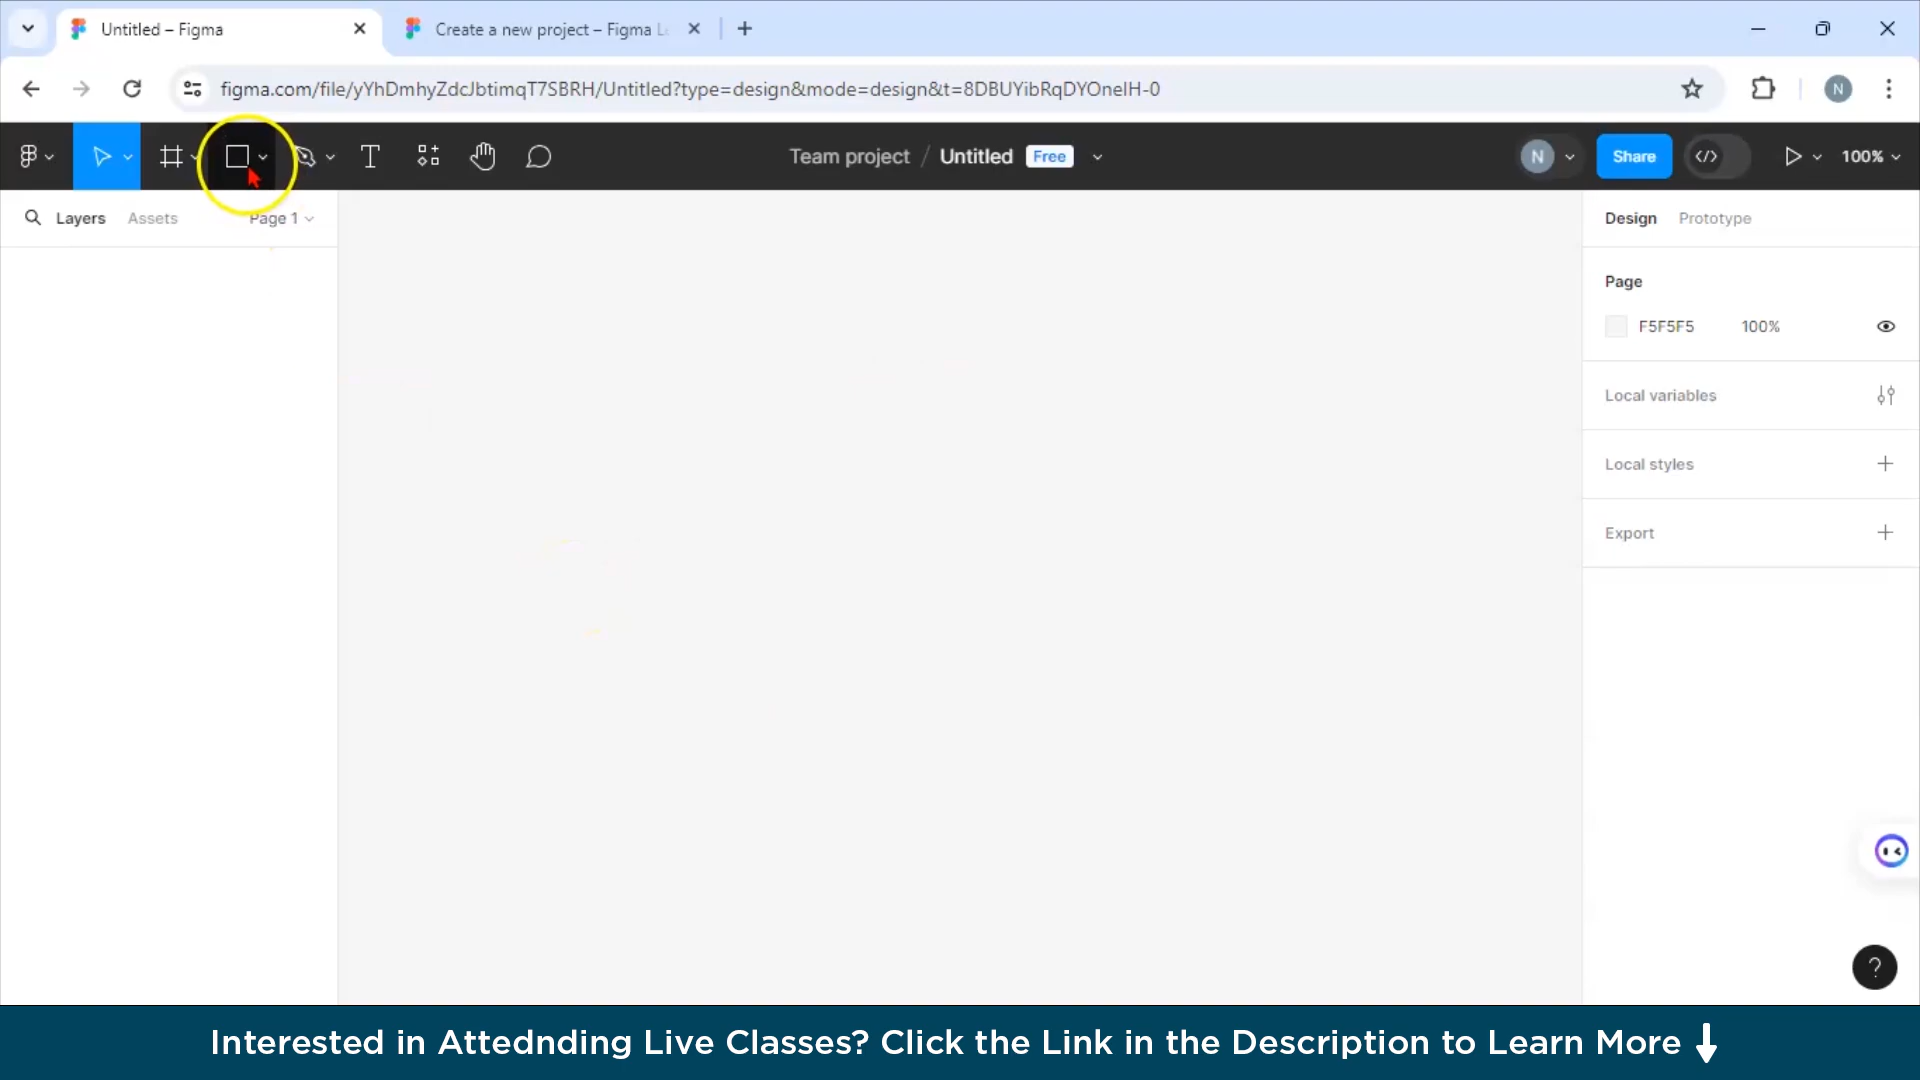 Untitled – Figma
Create a new project – Figma L
figma.com/file/yYhDmhyZdcJbtimqT7SBRH/Untitled?type=design&mode=design&t=8DBUYibRqDYOnelH-0
Team project / Untitled Free
N
Share
100%
N
Layers Assets Page 1
Design Prototype
Page
F5F5F5 100%
Local variables
Local styles
Export
?
Interested in Attednding Live Classes? Click the Link in the Description to Learn More